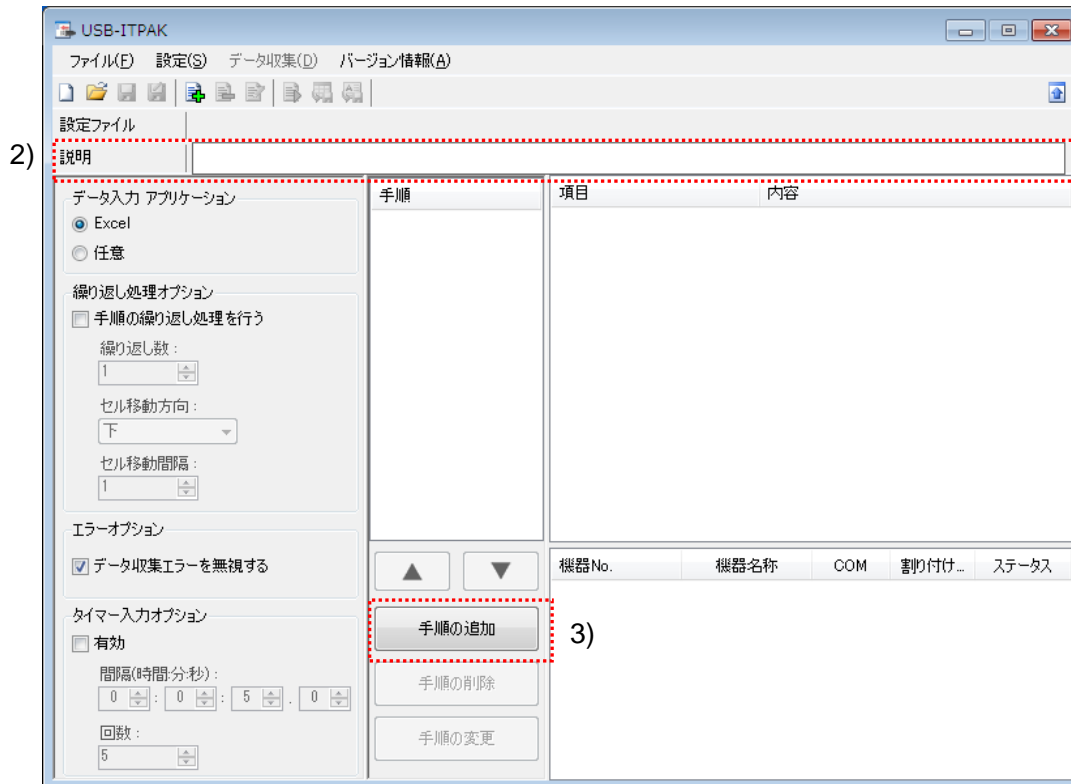 USB-ITPAK
ファイル(F) 設定(S) データ収集(D) バージョン情報(A)
設定ファイル
2)
説明
データ入力 アプリケーション
Excel
任意
繰り返し処理オプション
手順の繰り返し処理を行う
繰り返し数:
1
セル移動方向:
下
セル移動間隔:
1
エラーオプション
データ収集エラーを無視する
タイマー入力オプション
有効
間隔(時間:分:秒):
0 : 0 : 5 . 0
回数:
5
手順
▲ ▼
手順の追加
3)
手順の削除
手順の変更
項目 内容
機器No. 機器名称 COM 割り付け... ステータス